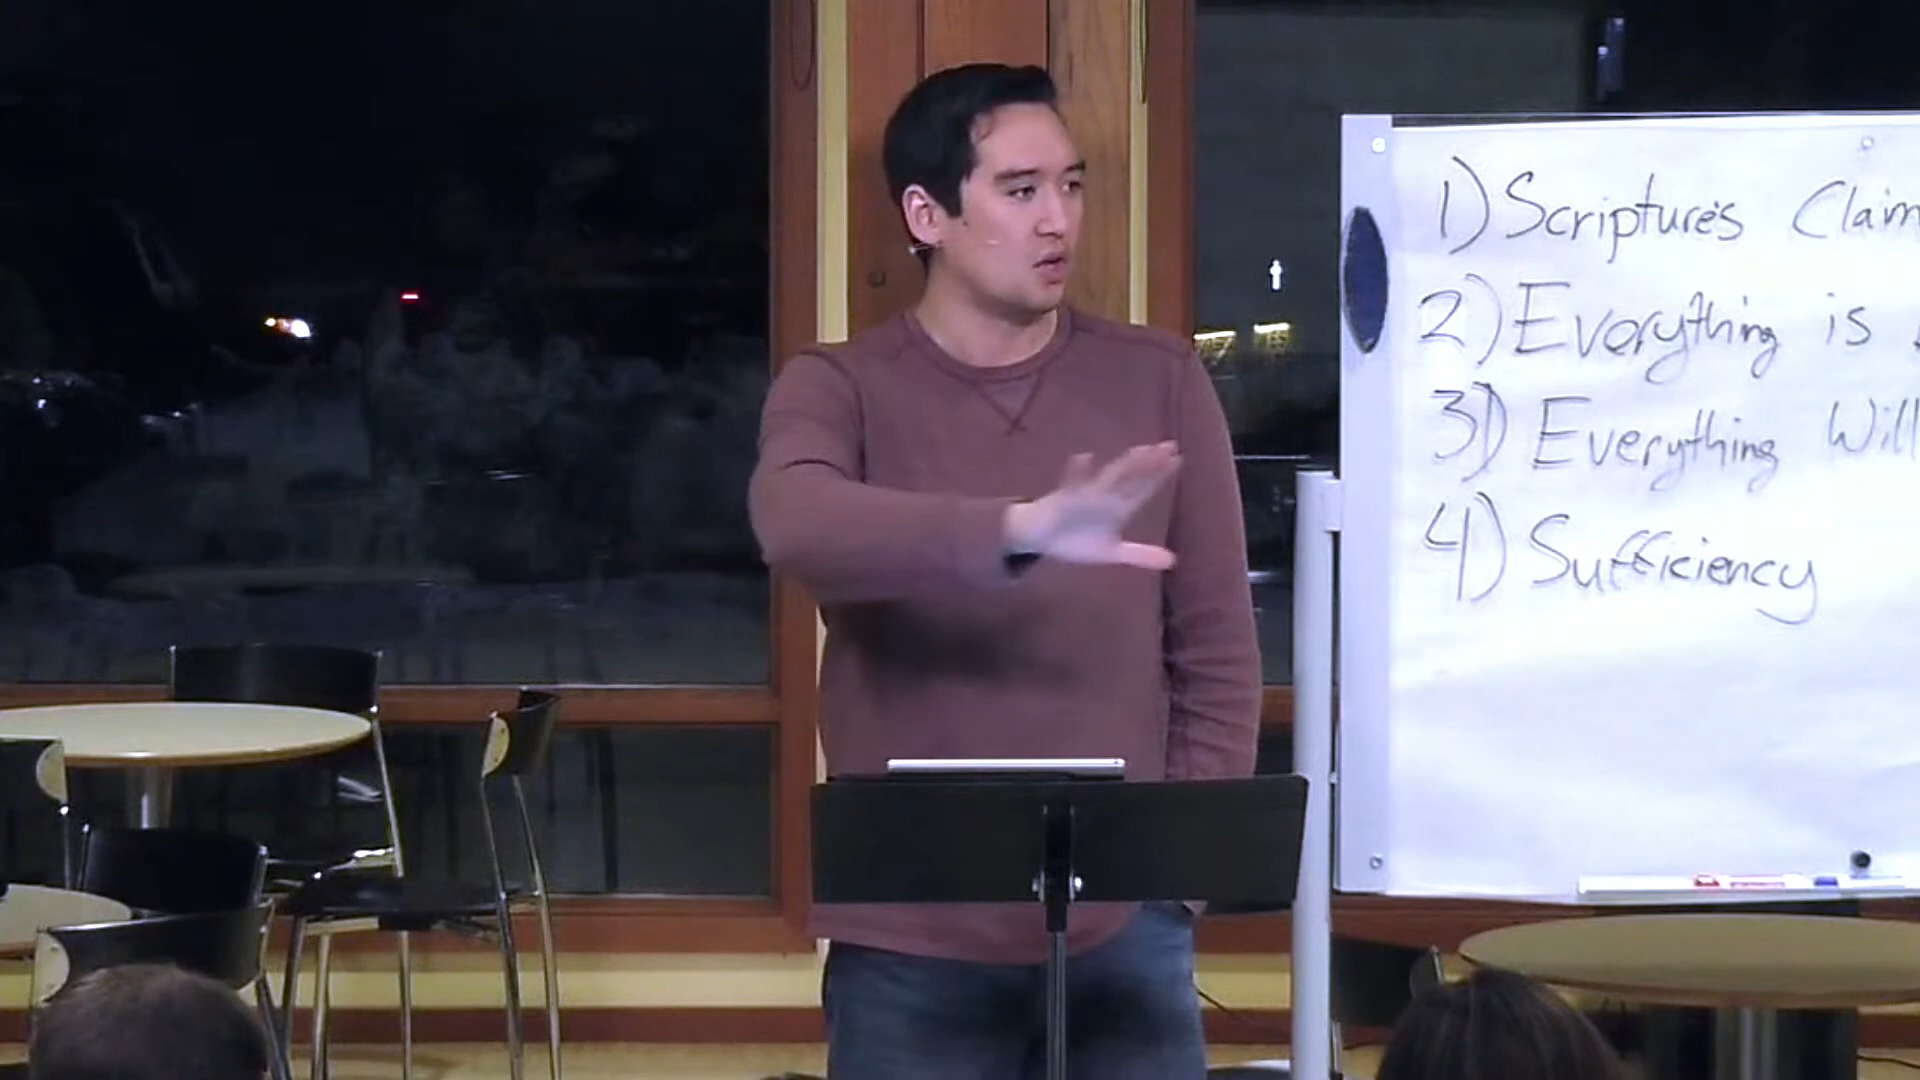 1) Scripture's Claim
2) Everything is
3) Everything Will
4) Sufficiency